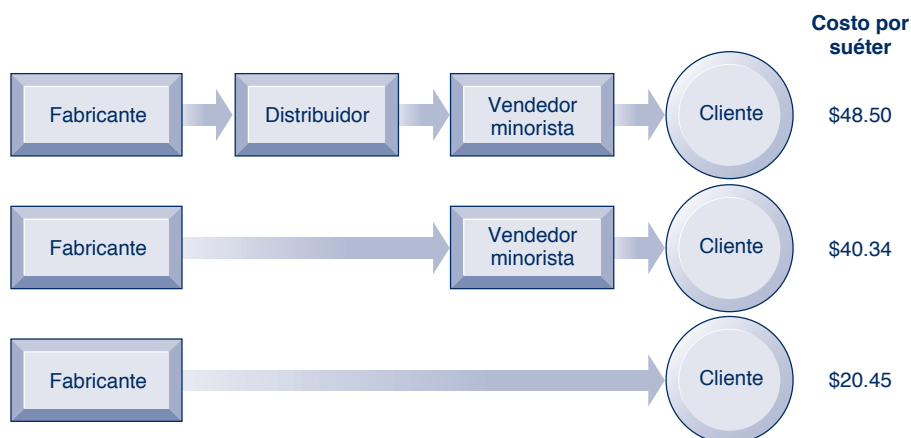 Costo por
suéter
Fabricante
Distribuidor
Vendedor
minorista
Cliente
$48.50
Fabricante
Vendedor
minorista
Cliente
$40.34
Fabricante
Cliente
$20.45